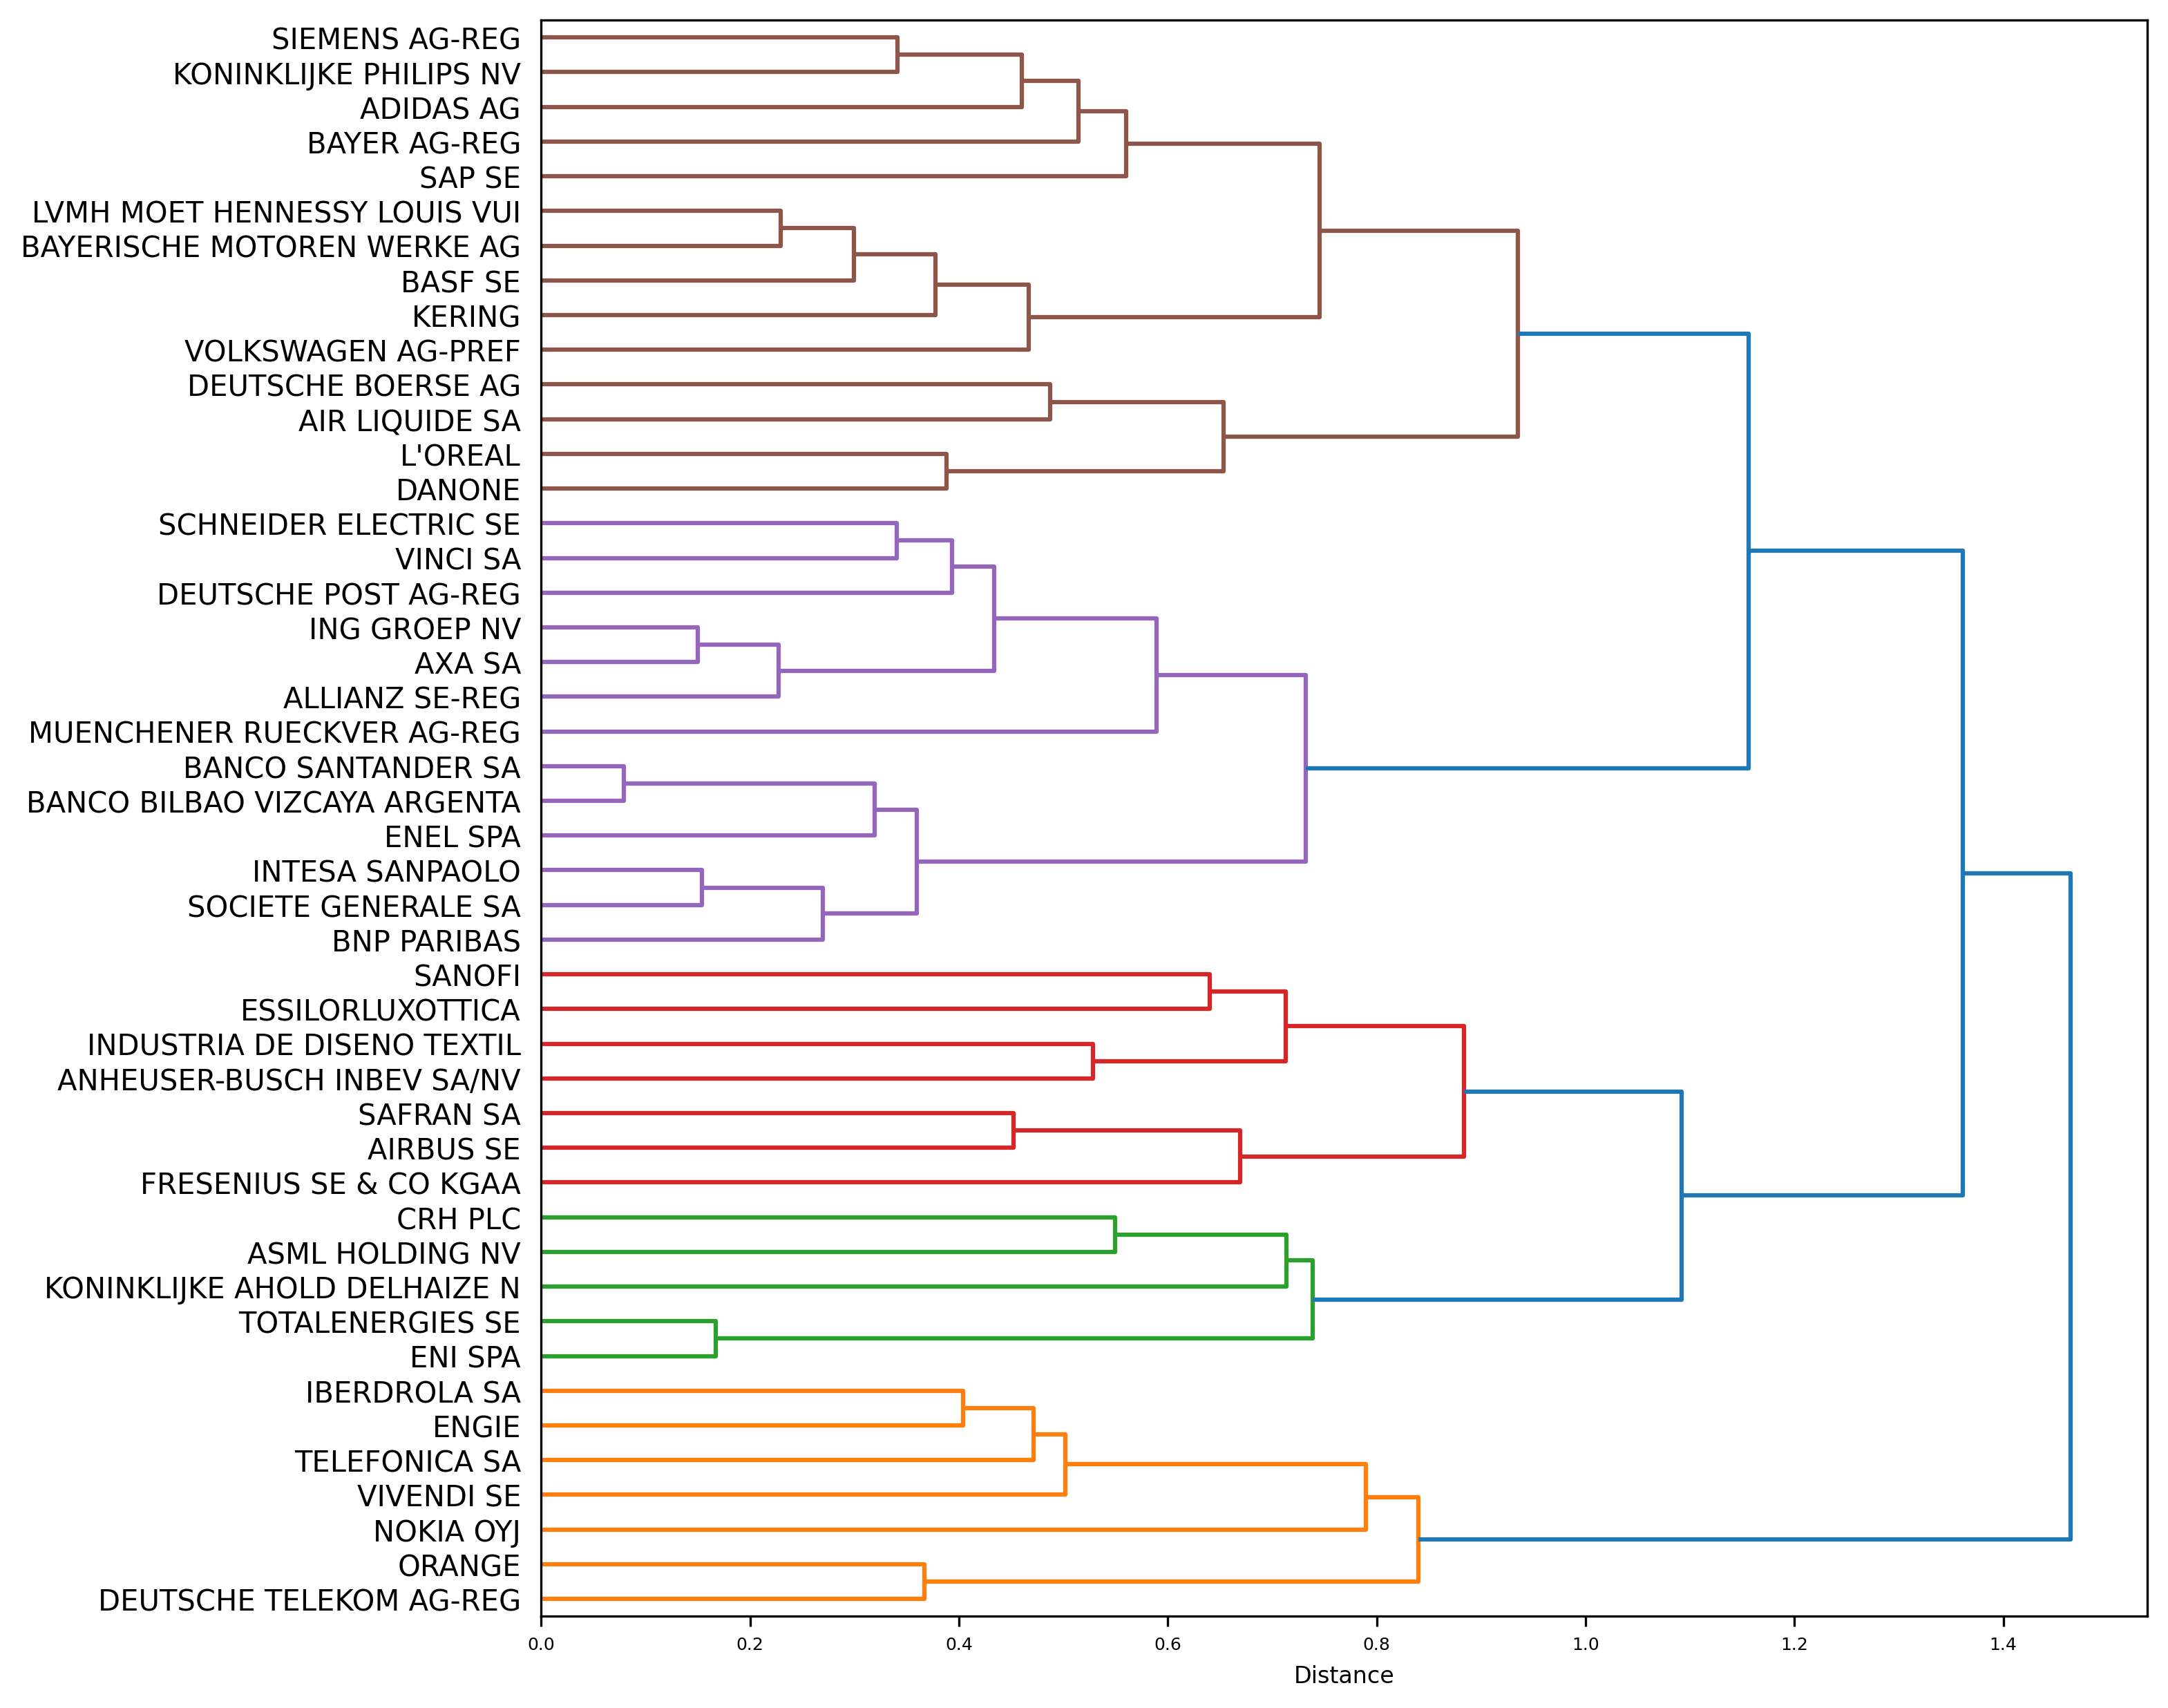 SIEMENS AG-REG
KONINKLIJKE PHILIPS NV
ADIDAS AG
BAYER AG-REG
SAP SE
LVMH MOET HENNESSY LOUIS VUI
BAYERISCHE MOTOREN WERKE AG
BASF SE
KERING
VOLKSWAGEN AG-PREF
DEUTSCHE BOERSE AG
AIR LIQUIDE SA
L'OREAL
DANONE
SCHNEIDER ELECTRIC SE
VINCI SA
DEUTSCHE POST AG-REG
ING GROEP NV
AXA SA
ALLIANZ SE-REG
MUENCHENER RUECKVER AG-REG
BANCO SANTANDER SA
BANCO BILBAO VIZCAYA ARGENTA
ENEL SPA
INTESA SANPAOLO
SOCIETE GENERALE SA
BNP PARIBAS
SANOFI
ESSILORLUXOTTICA
INDUSTRIA DE DISENO TEXTIL
ANHEUSER-BUSCH INBEV SA/NV
SAFRAN SA
AIRBUS SE
FRESENIUS SE & CO KGAA
CRH PLC
ASML HOLDING NV
KONINKLIJKE AHOLD DELHAIZE N
TOTALENERGIES SE
ENI SPA
IBERDROLA SA
ENGIE
TELEFONICA SA
VIVENDI SE
NOKIA OYJ
ORANGE
DEUTSCHE TELEKOM AG-REG
0.0 0.2 0.4 0.6 0.8 1.0 1.2 1.4
Distance